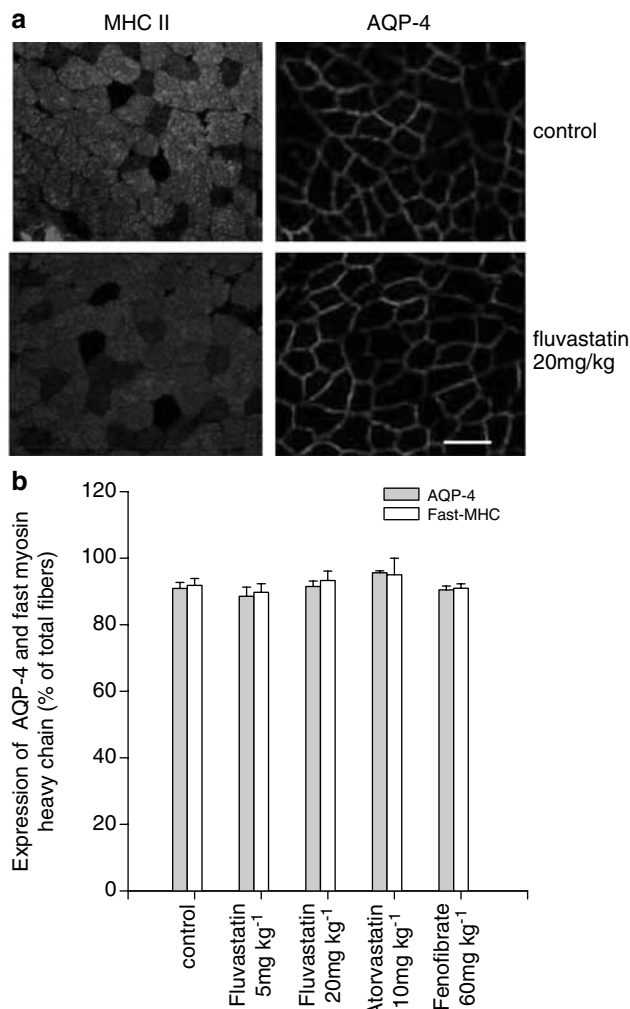 a
MHC II
AQP-4
control
fluvastatin
20mg/kg
b
Expression of AQP-4 and fast myosin
heavy chain (% of total fibers)
120
100
80
60
40
20
0
AQP-4
Fast-MHC
control
Fluvastatin
5mg kg-1
Fluvastatin
20mg kg-1
Atorvastatin
10mg kg-1
Fenofibrate
60mg kg-1